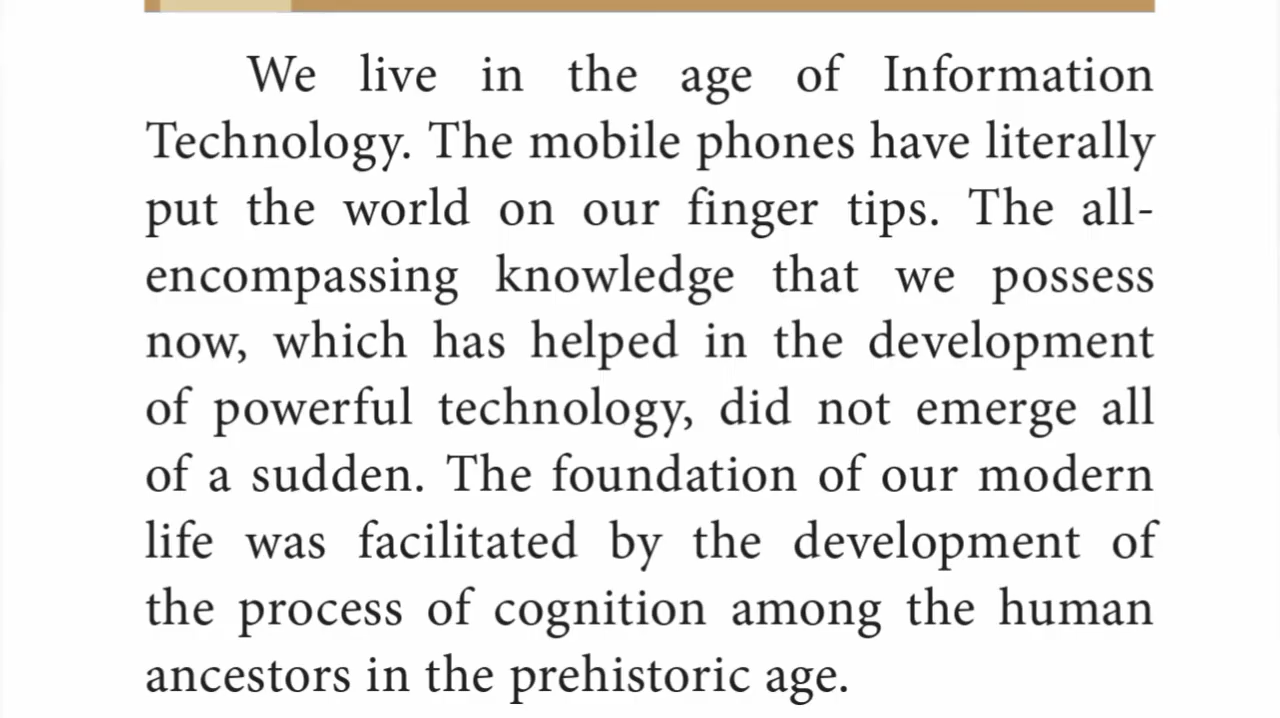 We live in the age of Information
Technology. The mobile phones have literally
put the world on our finger tips. The all-
encompassing knowledge that we possess
now, which has helped in the development
of powerful technology, did not emerge all
of a sudden. The foundation of our modern
life was facilitated by the development of
the process of cognition among the human
ancestors in the prehistoric age.